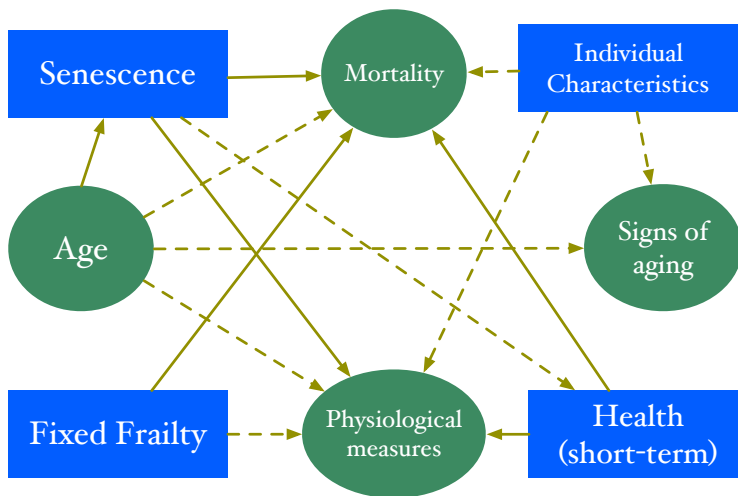 Senescence
Mortality
Individual
Characteristics
Age
Signs of
aging
Fixed Frailty
Physiological
measures
Health
(short-term)